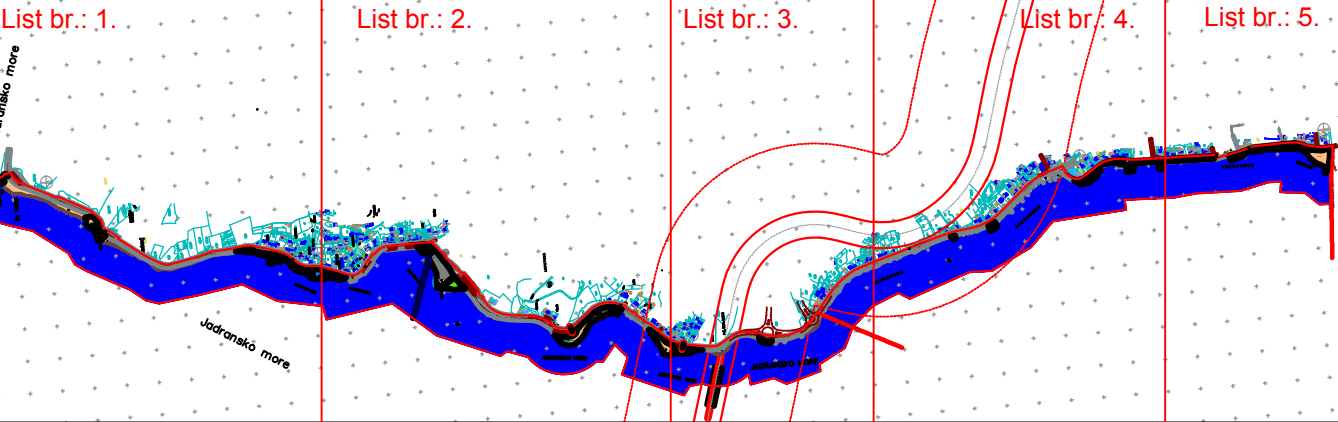 List br.: 1.
List br.: 2.
List br.: 3.
List br.: 4.
List br.: 5.
more
Jadransko more
JADRANSKO MORE